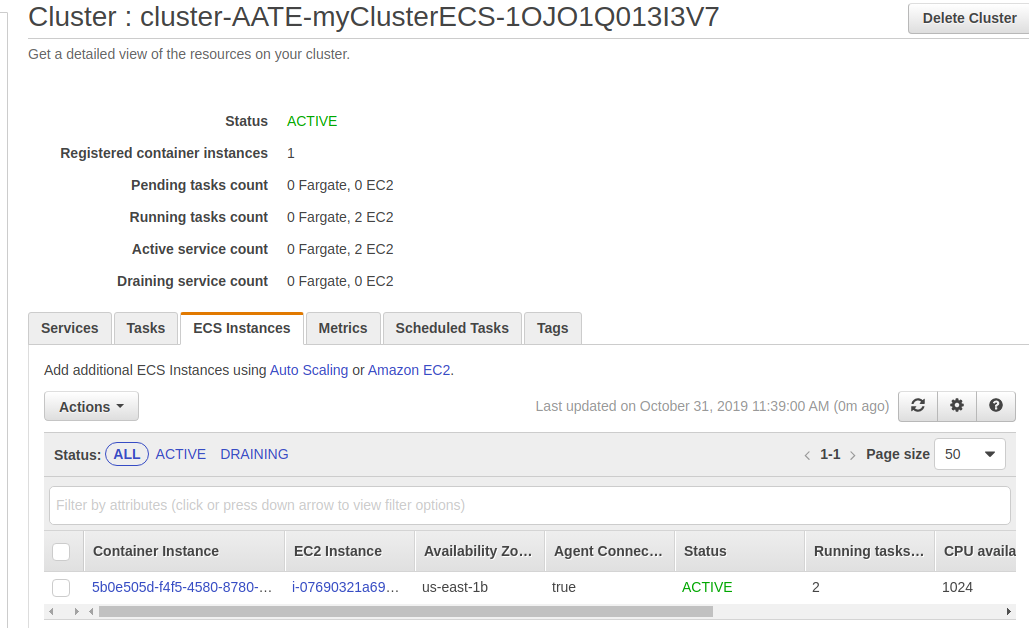 Cluster : cluster-AATE-myClusterECS-1OJO1Q013I3V7
Delete Cluster
Get a detailed view of the resources on your cluster.
Status ACTIVE
Registered container instances 1
Pending tasks count 0 Fargate, 0 EC2
Running tasks count 0 Fargate, 2 EC2
Active service count 0 Fargate, 2 EC2
Draining service count 0 Fargate, 0 EC2
Services Tasks ECS Instances Metrics Scheduled Tasks Tags
Add additional ECS Instances using Auto Scaling or Amazon EC2.
Actions Last updated on October 31, 2019 11:39:00 AM (0m ago)
Status: ALL ACTIVE DRAINING < 1-1 > Page size 50
Filter by attributes (click or press down arrow to view filter options)
Container Instance EC2 Instance Availability Zo... Agent Connec... Status Running tasks... CPU availa
5b0e505d-f4f5-4580-8780-... i-07690321a69... us-east-1b true ACTIVE 2 1024